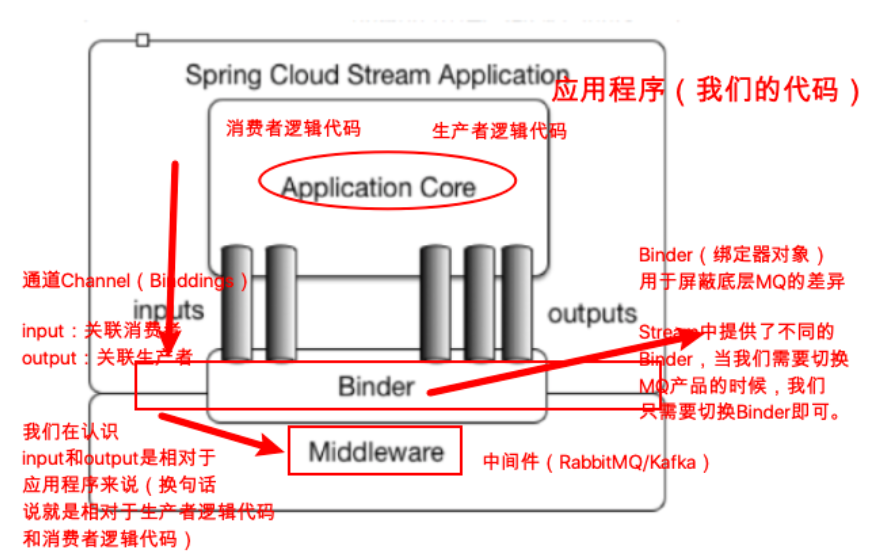 Spring Cloud Stream Application
应用程序（我们的代码）
消费者逻辑代码
生产者逻辑代码
Application Core
通道Channel（Binddings）
inputs
input：关联消费者
output：关联生产者
outputs
Binder（绑定器对象）
用于屏蔽底层MQ的差异
Stream中提供了不同的
Binder，当我们需要切换
MQ产品的时候，我们
只需要切换Binder即可。
Binder
Middleware
中间件（RabbitMQ/Kafka）
我们在认识
input和output是相对于
应用程序来说（换句话
说就是相对于生产者逻辑代码
和消费者逻辑代码）